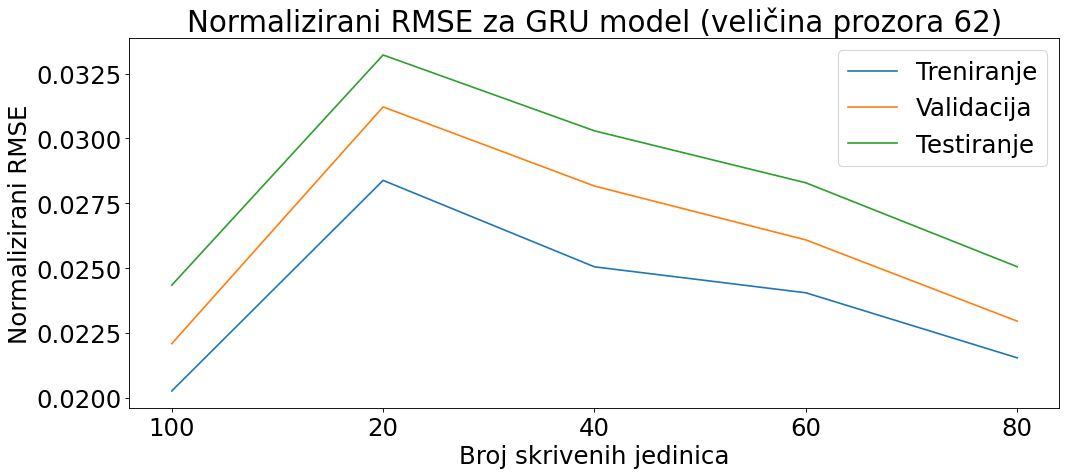 Normalizirani RMSE za GRU model (veličina prozora 62)
Normalizirani RMSE
0.0325
0.0300
0.0275
0.0250
0.0225
0.0200
Treniranje
Validacija
Testiranje
100 20 40 60 80
Broj skrivenih jedinica